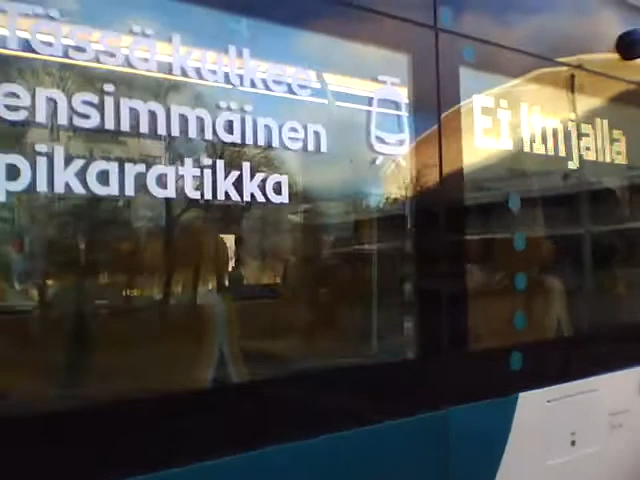 Tässä kulkee
ensimmäinen
pikaratikka
Ei linjalla